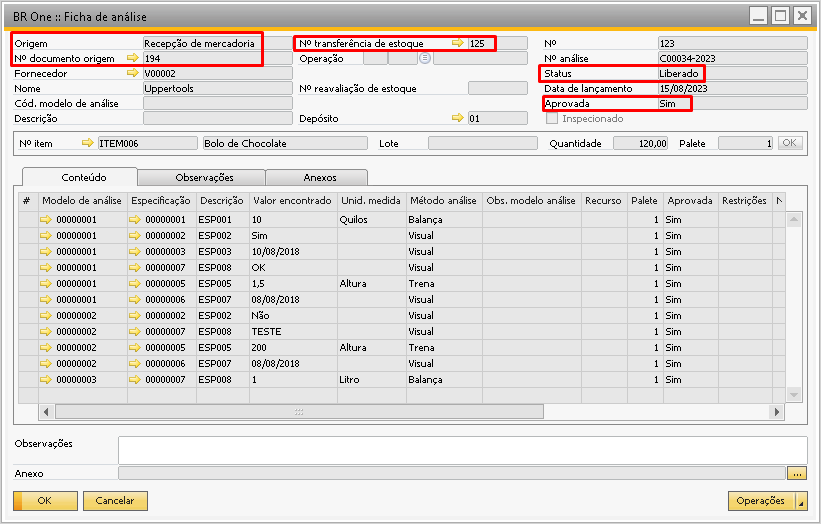 BR One :: Ficha de análise
Origem Recepção de mercadoria Nº transferência de estoque 125 Nº 123
Nº documento origem 194 Operação Nº análise C00034-2023
Fornecedor V00002 Status Liberado
Nome Uppertools Nº reavaliação de estoque Data de lançamento 15/08/2023
Cód. modelo de análise Aprovada Sim
Descrição Depósito 01 Inspecionado
Nº item ITEM006 Bolo de Chocolate Lote Quantidade 120,00 Palete 1 OK
Conteúdo Observações Anexos
# Modelo de análise Especificação Descrição Valor encontrado Unid. medida Método análise Obs. modelo análise Recurso Palete Aprovada Restrições N
00000001 00000001 ESP001 10 Quilos Balança 1 Sim
00000001 00000002 ESP002 Sim Visual 1 Sim
00000001 00000003 ESP003 10/08/2018 Visual 1 Sim
00000001 00000007 ESP008 OK Visual 1 Sim
00000001 00000005 ESP005 1,5 Altura Trena 1 Sim
00000001 00000006 ESP007 08/08/2018 Visual 1 Sim
00000002 00000002 ESP002 Não Visual 1 Sim
00000002 00000007 ESP008 TESTE Visual 1 Sim
00000002 00000005 ESP005 200 Altura Trena 1 Sim
00000002 00000006 ESP007 08/08/2018 Visual 1 Sim
00000003 00000007 ESP008 1 Litro Balança 1 Sim
Observações
Anexo ...
OK Cancelar Operações